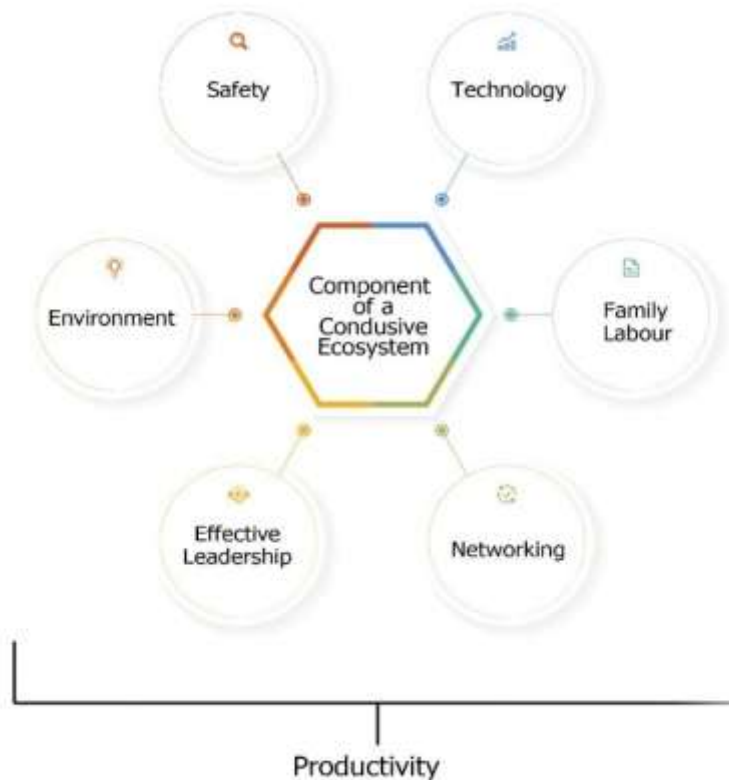 Safety
Technology
Environment
Component
of a
Condusive
Ecosystem
Family
Labour
Effective
Leadership
Networking
Productivity